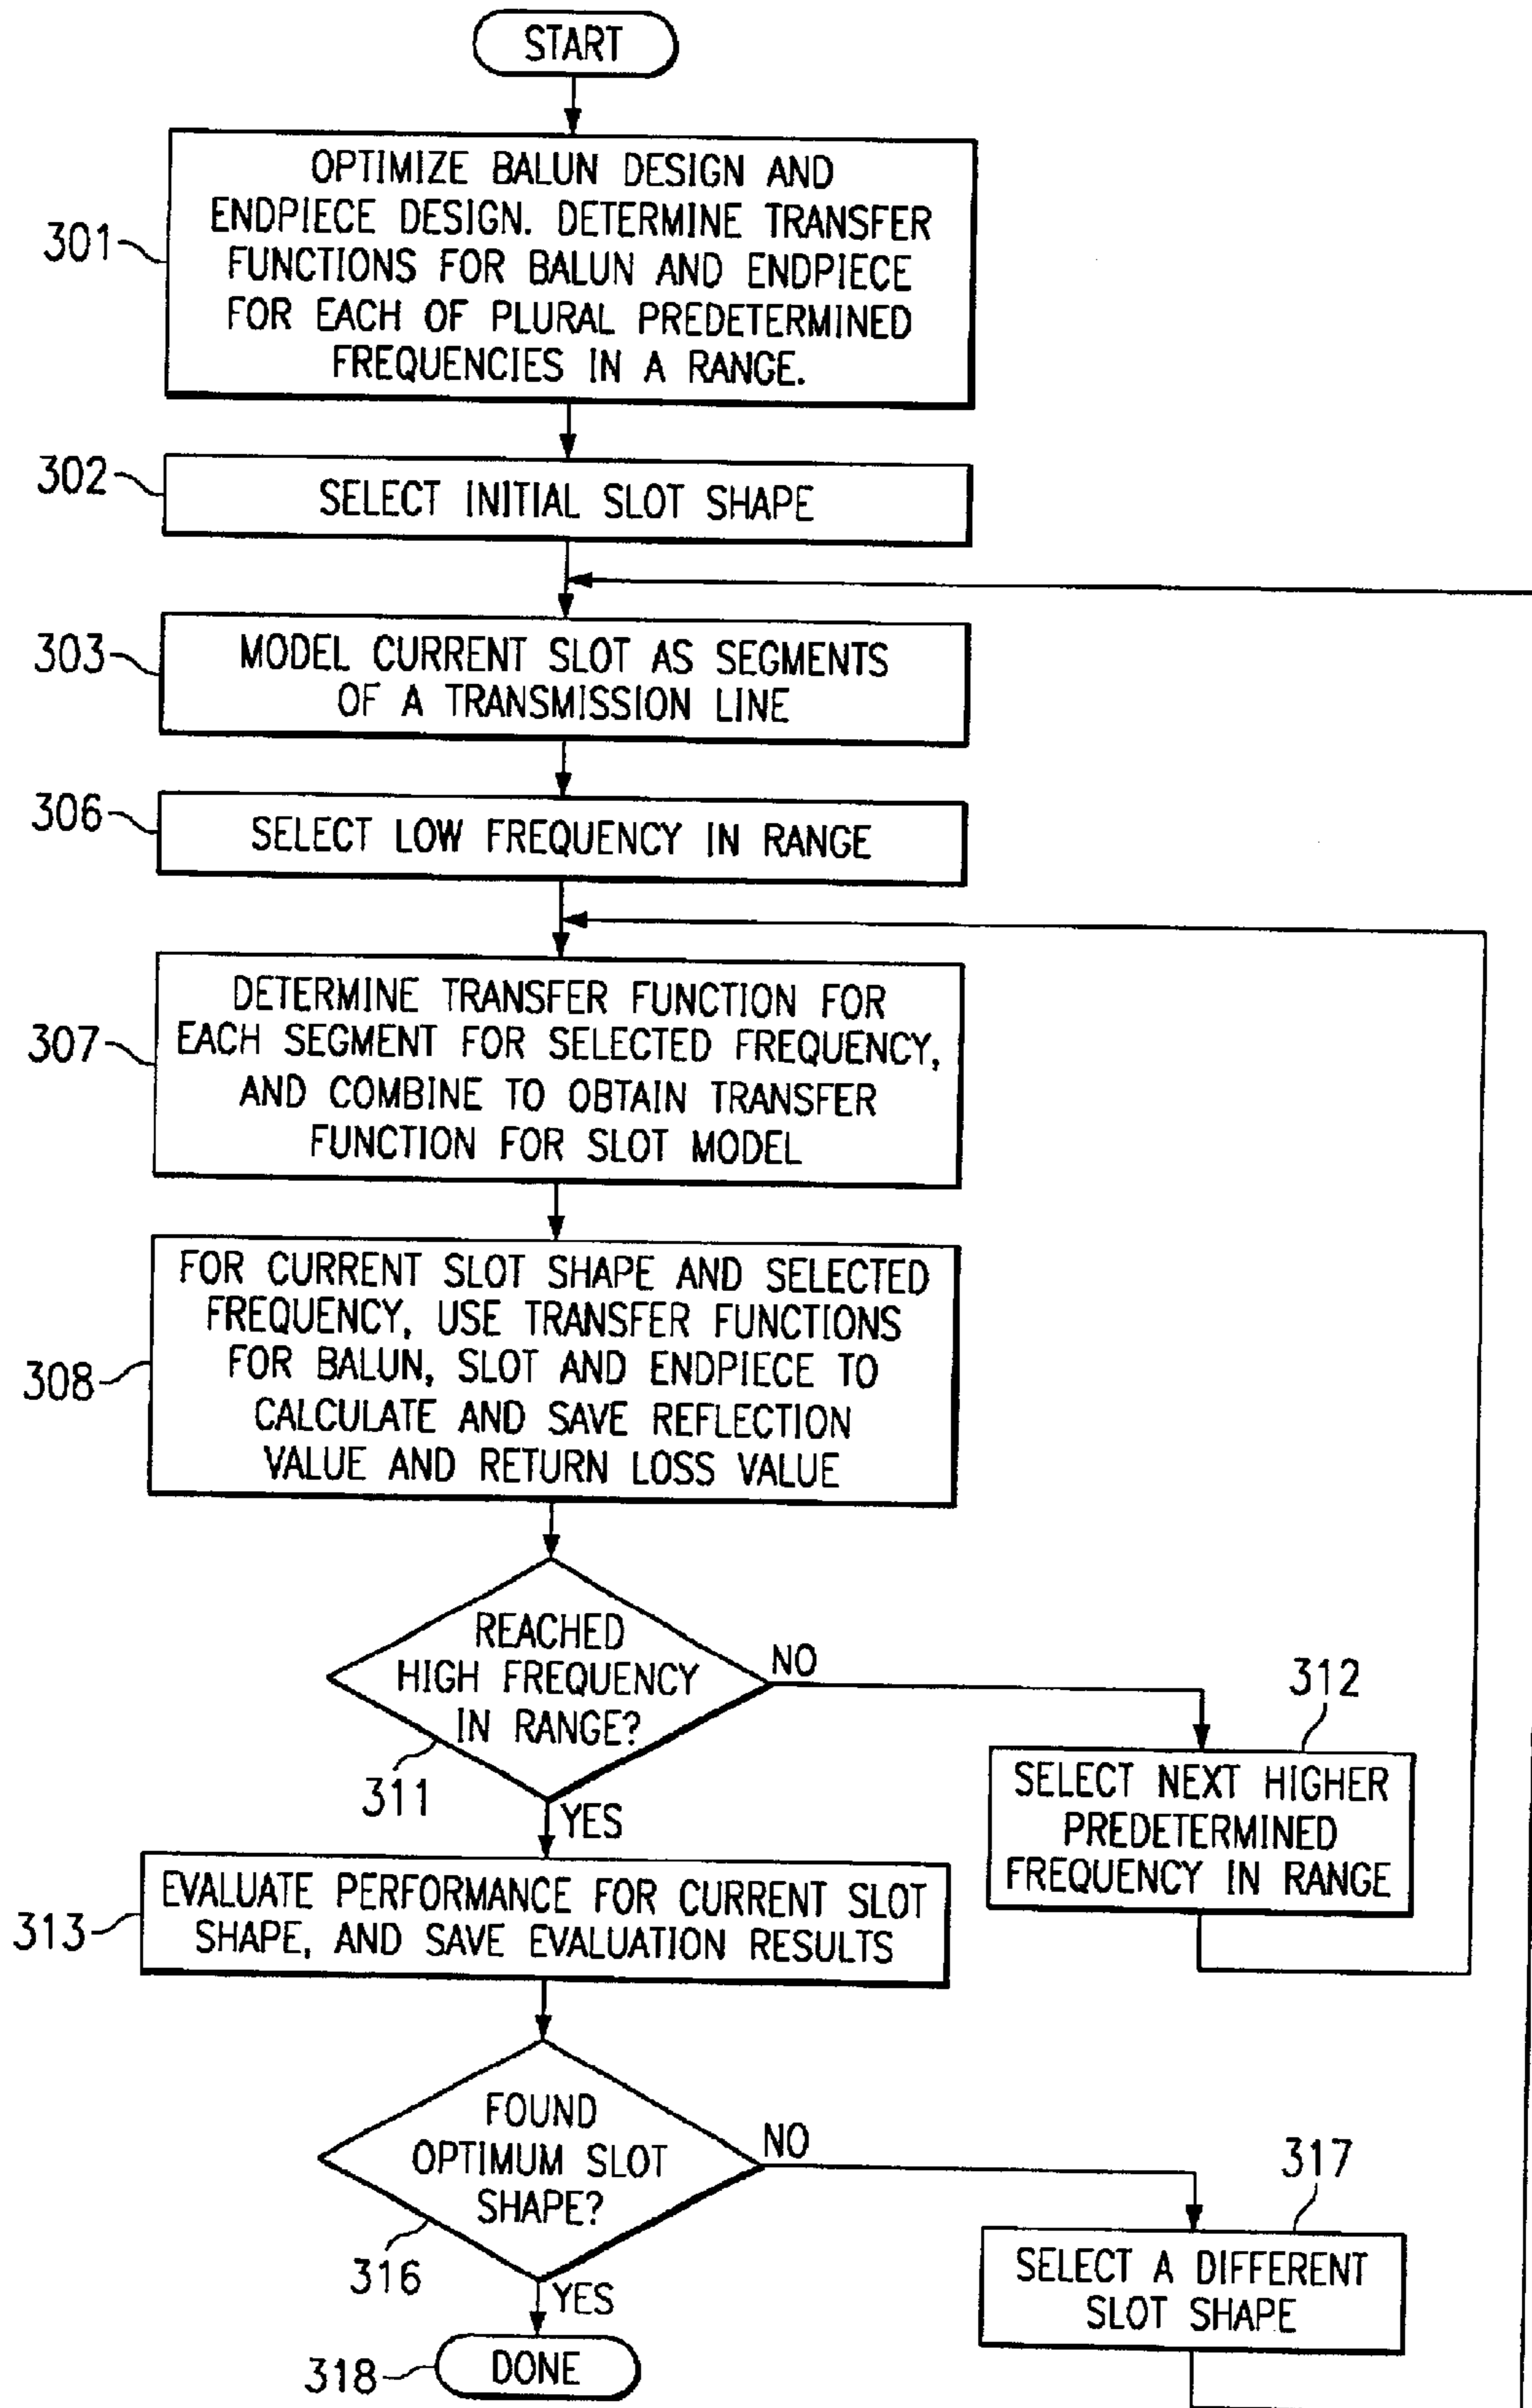 START
301
OPTIMIZE BALUN DESIGN AND
ENDPIECE DESIGN. DETERMINE TRANSFER
FUNCTIONS FOR BALUN AND ENDPIECE
FOR EACH OF PLURAL PREDETERMINED
FREQUENCIES IN A RANGE.
302
SELECT INITIAL SLOT SHAPE
303
MODEL CURRENT SLOT AS SEGMENTS
OF A TRANSMISSION LINE
306
SELECT LOW FREQUENCY IN RANGE
307
DETERMINE TRANSFER FUNCTION FOR
EACH SEGMENT FOR SELECTED FREQUENCY,
AND COMBINE TO OBTAIN TRANSFER
FUNCTION FOR SLOT MODEL
308
FOR CURRENT SLOT SHAPE AND SELECTED
FREQUENCY, USE TRANSFER FUNCTIONS
FOR BALUN, SLOT AND ENDPIECE TO
CALCULATE AND SAVE REFLECTION
VALUE AND RETURN LOSS VALUE
REACHED
HIGH FREQUENCY
IN RANGE?
NO
311
YES
312
SELECT NEXT HIGHER
PREDETERMINED
FREQUENCY IN RANGE
313
EVALUATE PERFORMANCE FOR CURRENT SLOT
SHAPE, AND SAVE EVALUATION RESULTS
FOUND
OPTIMUM SLOT
SHAPE?
NO
316
YES
317
SELECT A DIFFERENT
SLOT SHAPE
318
DONE